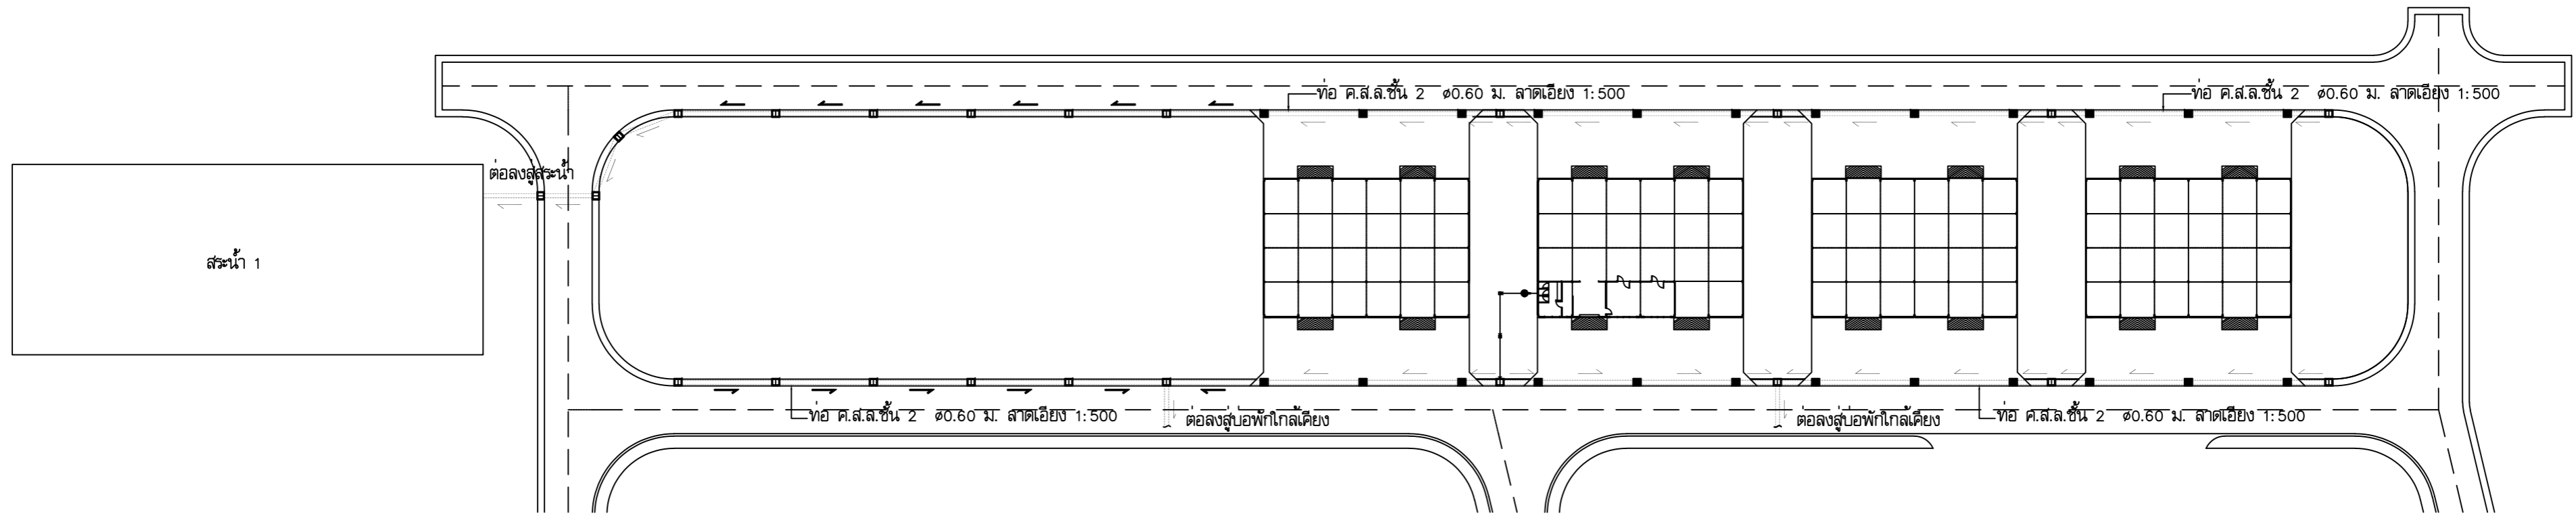 ท่อ ค.ส.ล.ชั้น 2 ø0.60 ม. ลาดเอียง 1:500
ท่อ ค.ส.ล.ชั้น 2 ø0.60 ม. ลาดเอียง 1:500
ต่อลงสู่สระน้ำ
สระน้ำ 1
ท่อ ค.ส.ล.ชั้น 2 ø0.60 ม. ลาดเอียง 1:500
ต่อลงสู่บ่อพักใกล้เคียง
ต่อลงสู่บ่อพักใกล้เคียง
ท่อ ค.ส.ล.ชั้น 2 ø0.60 ม. ลาดเอียง 1:500